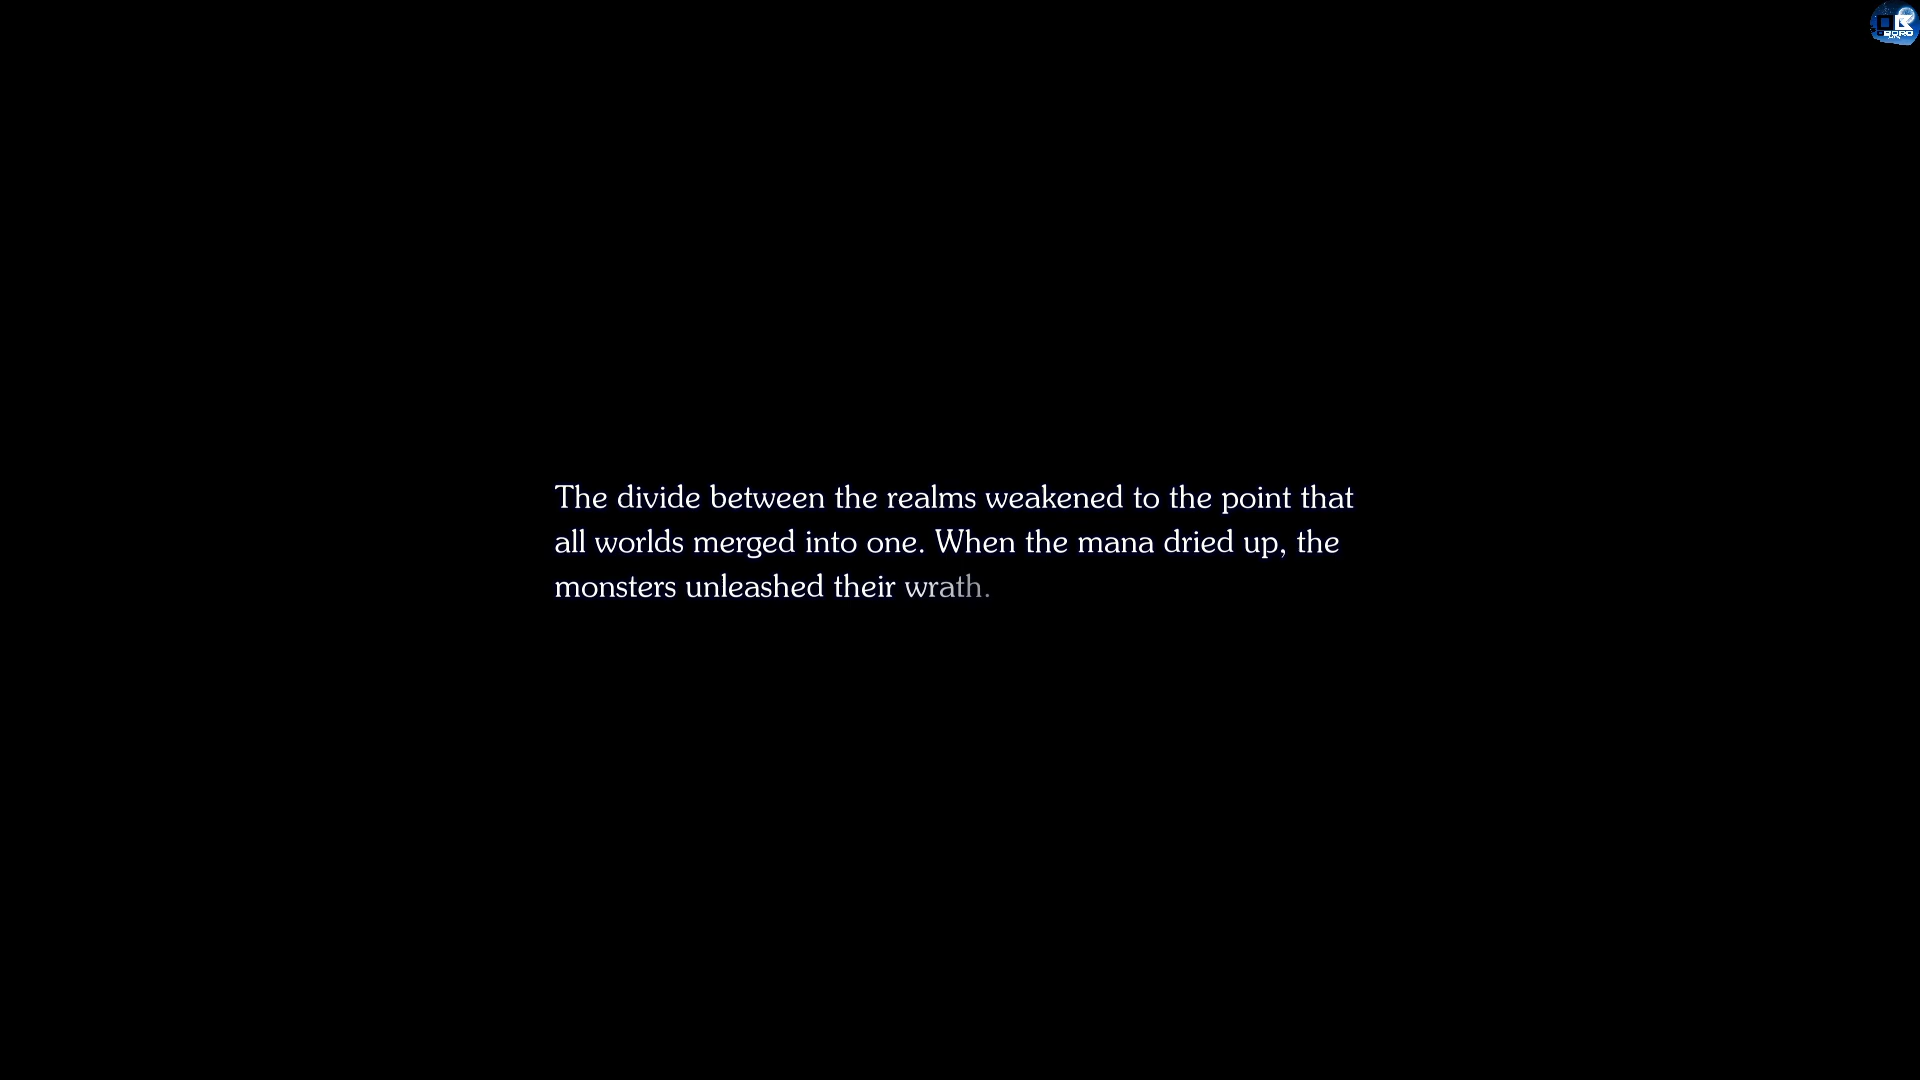 The divide between the realms weakened to the point that
all worlds merged into one. When the mana dried up, the
monsters unleashed their wrath.